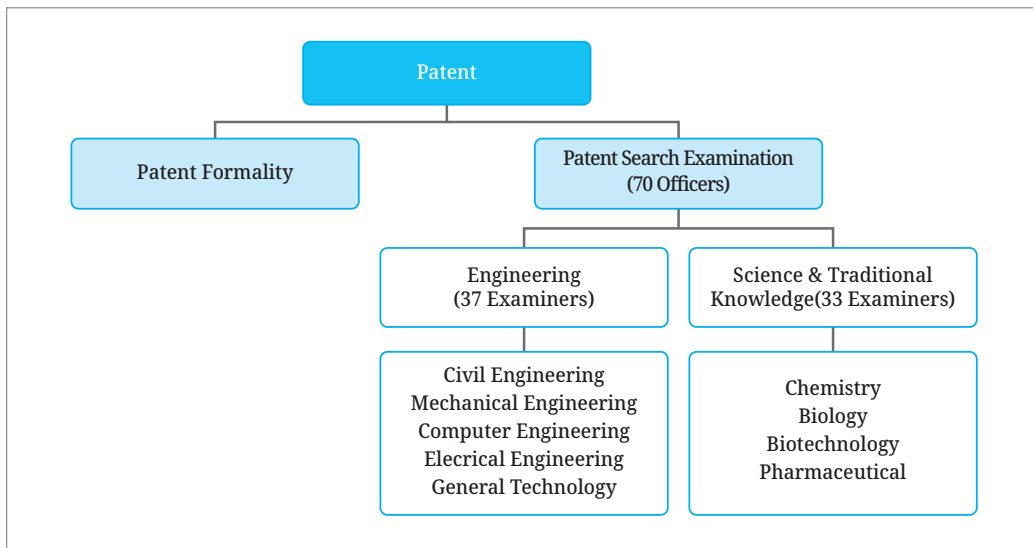 Patent
Patent Formality
Patent Search Examination
(70 Officers)
Engineering
(37 Examiners)
Science & Traditional
Knowledge(33 Examiners)
Civil Engineering
Mechanical Engineering
Computer Engineering
Elecrical Engineering
General Technology
Chemistry
Biology
Biotechnology
Pharmaceutical